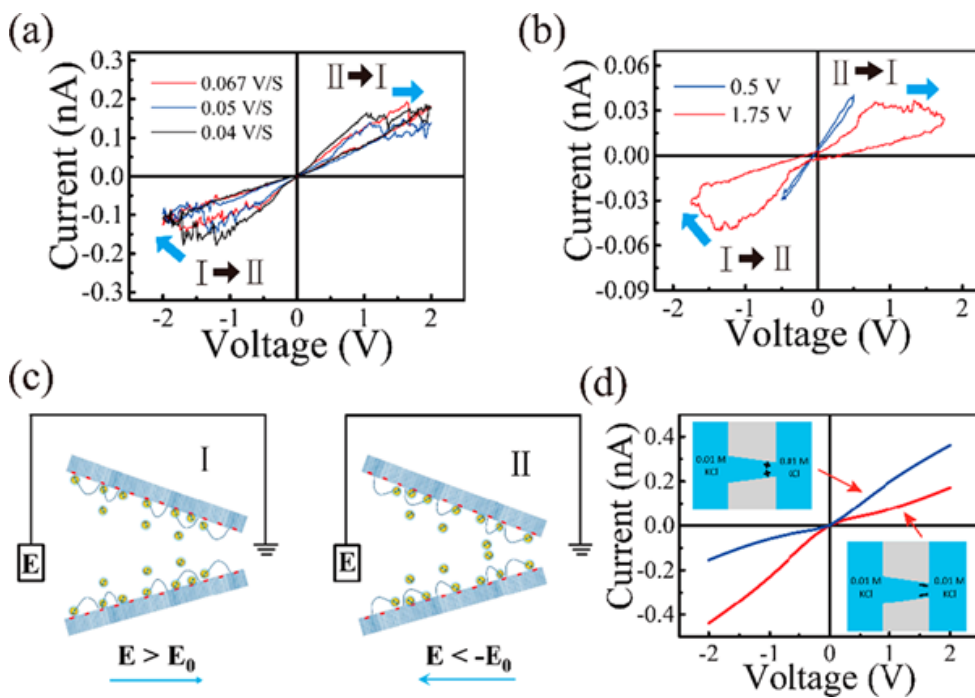 (a)
Current (nA)
0.3
0.2
0.1
0.0
-0.1
-0.2
-0.3
-2 -1 0 1 2
Voltage (V)
0.067 V/S
0.05 V/S
0.04 V/S
II I
I II
(b)
Current (nA)
0.06
0.03
0.00
-0.03
-0.06
-0.09
-2 -1 0 1 2
Voltage (V)
0.5 V
1.75 V
II I
I II
(c)
I
E
E > E0
II
E
E < -E0
(d)
Current (nA)
0.4
0.2
0.0
-0.2
-0.4
-2 -1 0 1 2
Voltage (V)
0.01 M
KCl
0.01 M
KCl
0.01 M
KCl
0.01 M
KCl